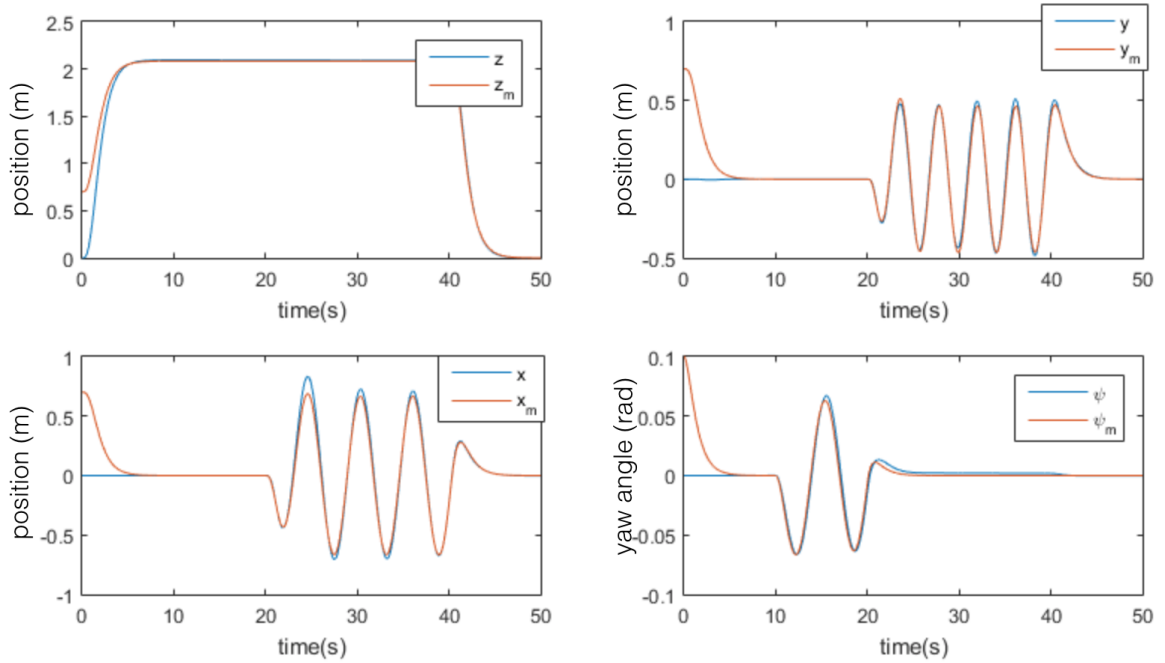 2.5
2
1.5
1
0.5
0
position (m)
z
z_m
0 10 20 30 40 50
time(s)
1
0.5
0
-0.5
position (m)
y
y_m
0 10 20 30 40 50
time(s)
1
0.5
0
-0.5
-1
position (m)
x
x_m
0 10 20 30 40 50
time(s)
0.1
0.05
0
-0.05
-0.1
yaw angle (rad)
ψ
ψ_m
0 10 20 30 40 50
time(s)